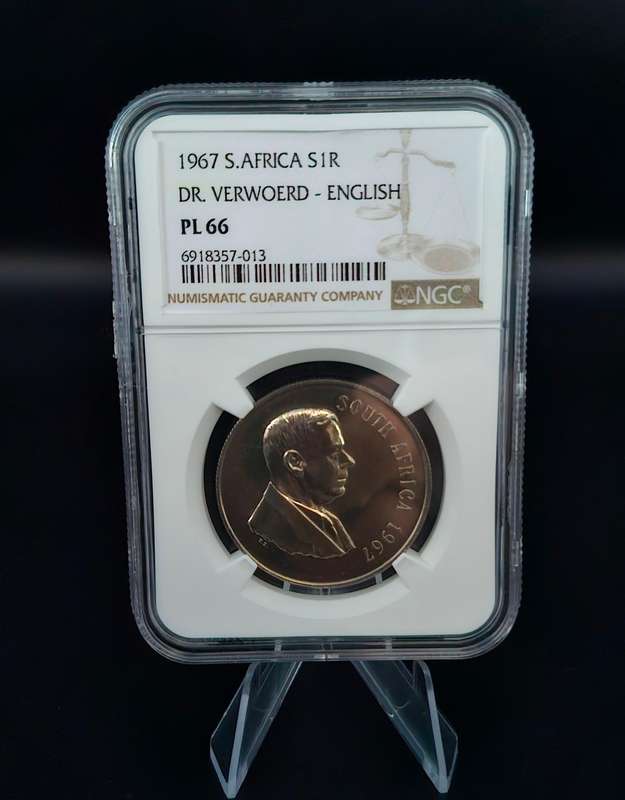 1967 S.AFRICA S1R
DR. VERWOERD - ENGLISH
PL 66
6918357-013
NUMISMATIC GUARANTY COMPANY
NGC®
SOUTH AFRICA 1967